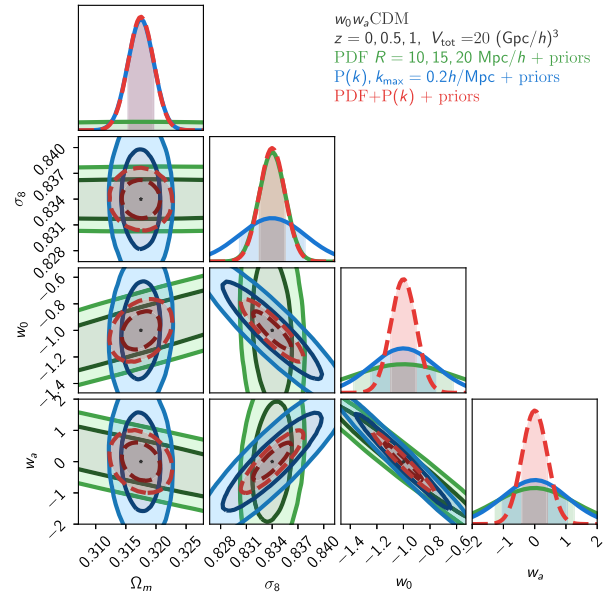 w₀wₐCDM
z = 0, 0.5, 1, V_tot =20 (Gpc/h)³
PDF R = 10, 15, 20 Mpc/h + priors
P(k), k_max = 0.2h/Mpc + priors
PDF+P(k) + priors
0.840
0.837
0.834
0.831
0.828
σ₈
−0.6
−0.8
−1.0
−1.2
−1.4
w₀
2
1
0
−1
−2
wₐ
0.310 0.315 0.320 0.325
0.828 0.831 0.834 0.837 0.840
−1.4 −1.2 −1.0 −0.8 −0.6
−2 −1 0 1 2
Ωₘ σ₈ w₀ wₐ